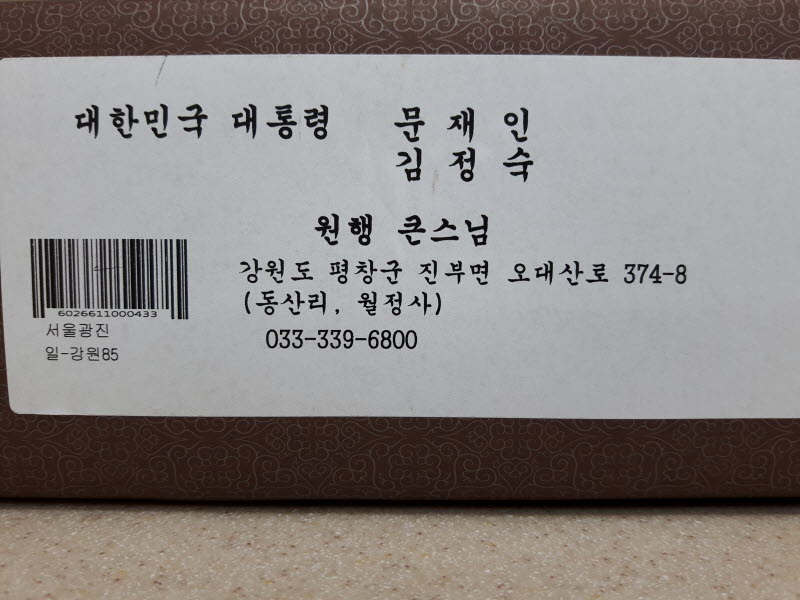 대한민국 대통령 문 재 인
김 정 숙
원행 큰스님
강원도 평창군 진부면 오대산로 374-8
(동산리, 월정사)
033-339-6800
6026611000433
서울광진
일-강원85